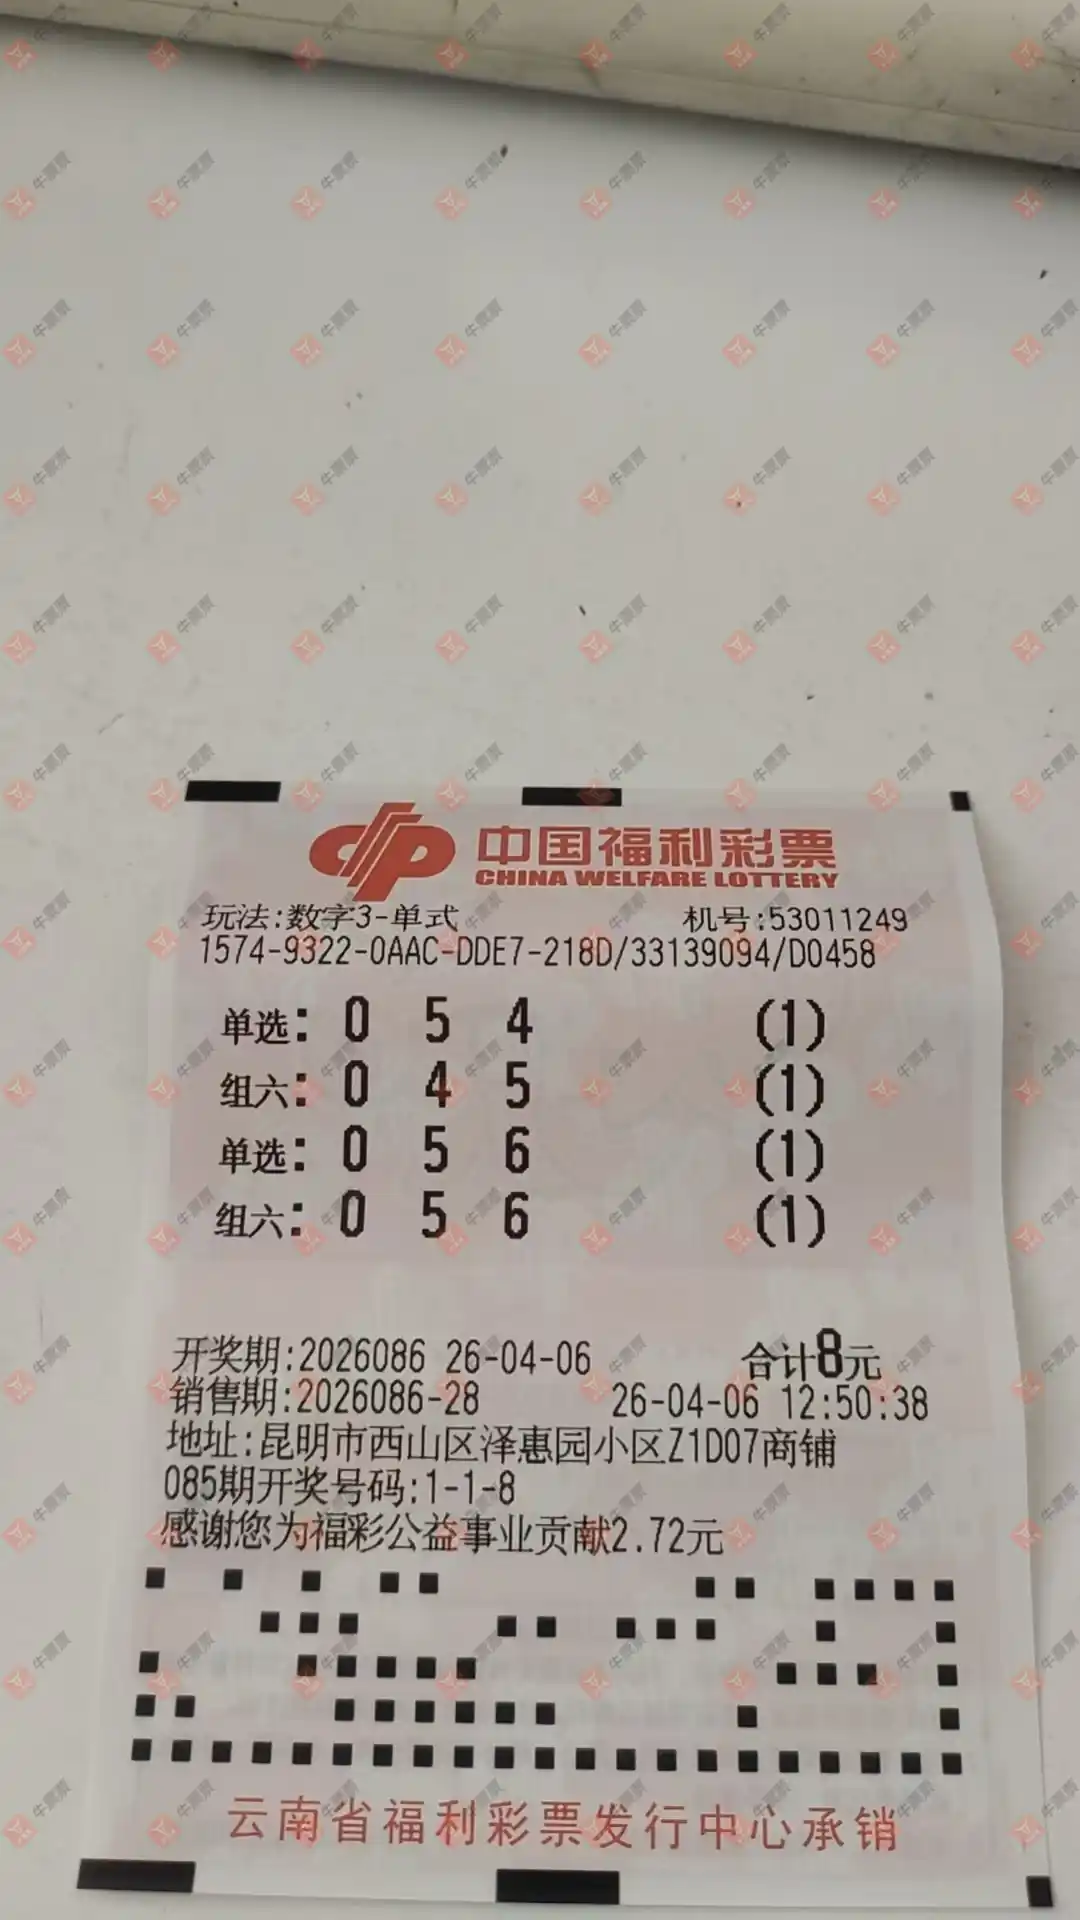 中国福利彩票
CHINA WELFARE LOTTERY
玩法:数字3-单式 机号:53011249
1574-9322-0AAC-DDE7-218D/33139094/D0458
单选: 0 5 4 (1)
组六: 0 4 5 (1)
单选: 0 5 6 (1)
组六: 0 5 6 (1)
开奖期:2026086 26-04-06 合计8元
销售期:2026086-28 26-04-06 12:50:38
地址:昆明市西山区泽惠园小区Z1D07商铺
085期开奖号码:1-1-8
感谢您为福彩公益事业贡献2.72元
云南省福利彩票发行中心承销
牛票票